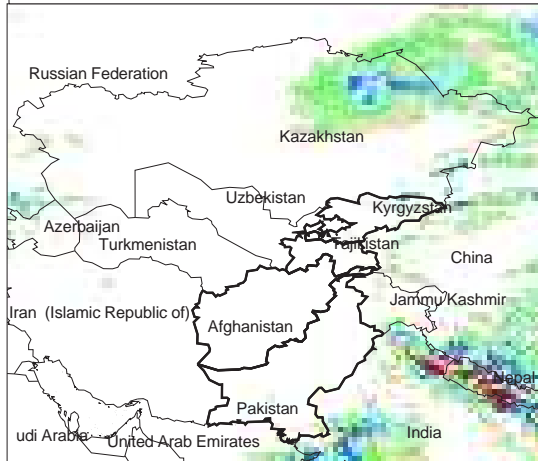 Russian Federation
Kazakhstan
Uzbekistan
Kyrgyzstan
Azerbaijan
Turkmenistan
Tajikistan
China
Jammu Kashmir
Iran (Islamic Republic of)
Afghanistan
Nepal
Pakistan
udi Arabia
United Arab Emirates
India